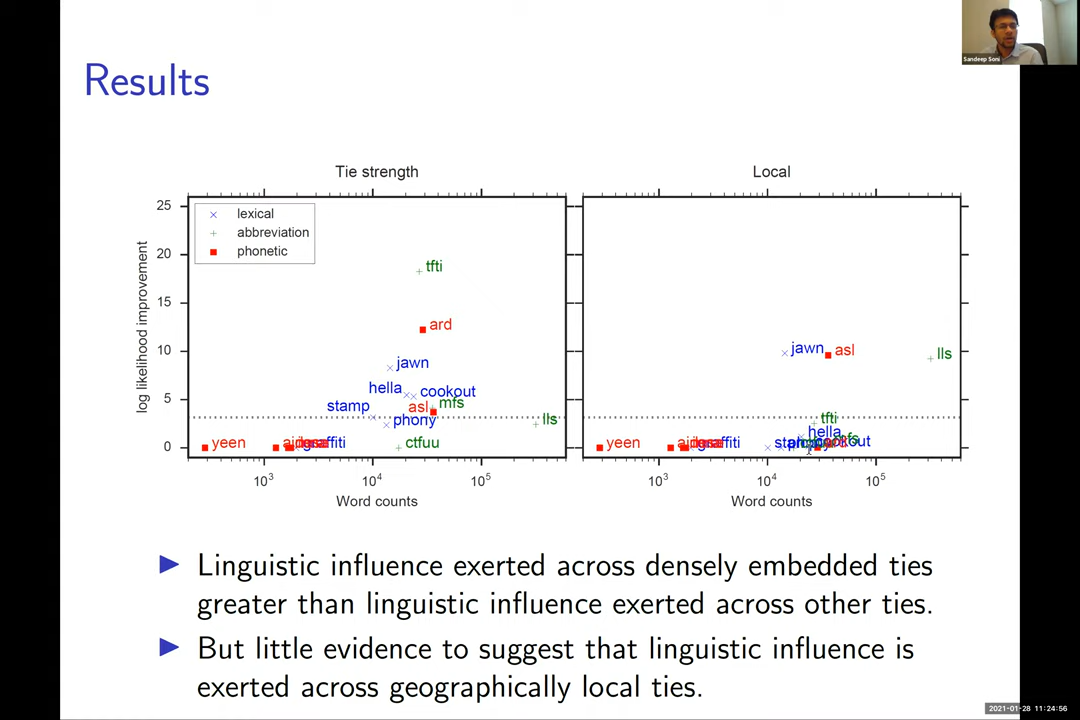 Sandeep Soni
Results
Tie strength
Local
25
20
15
10
5
0
log likelihood improvement
lexical
abbreviation
phonetic
tfti
ard
jawn
hella
cookout
stamp
asl
mfs
phony
lls
yeen
ctfuu
10³ 10⁴ 10⁵
Word counts
jawn
asl
lls
tfti
hella
cookout
yeen
10³ 10⁴ 10⁵
Word counts
Linguistic influence exerted across densely embedded ties
greater than linguistic influence exerted across other ties.
But little evidence to suggest that linguistic influence is
exerted across geographically local ties.
2021-01-28 11:24:56